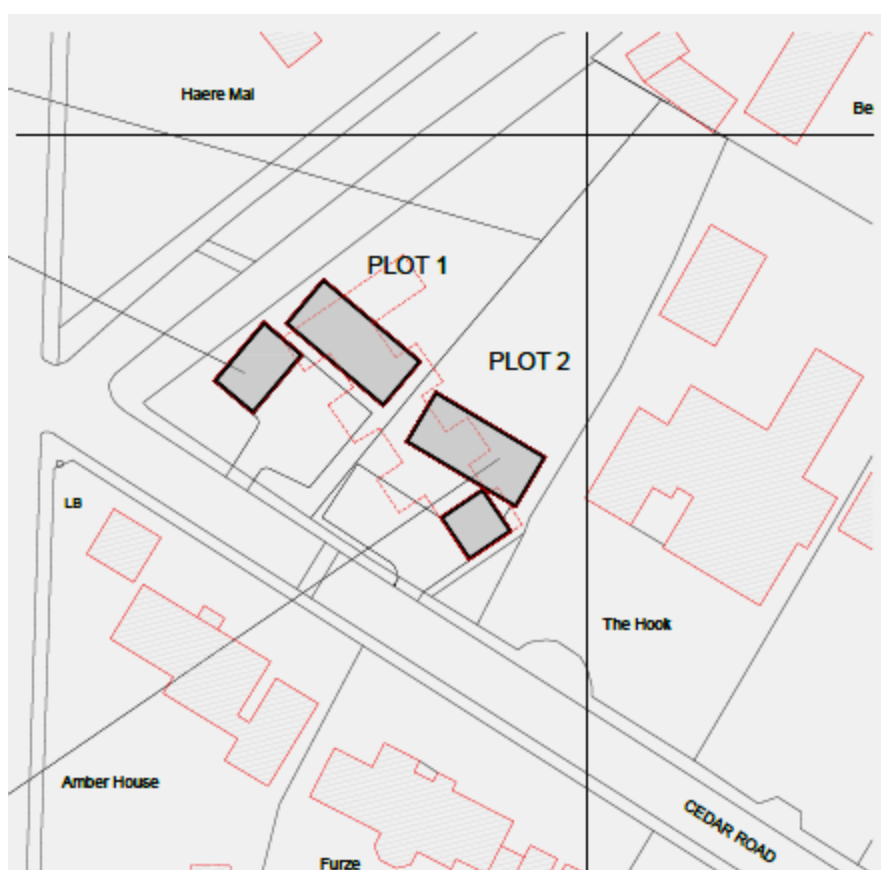 Haere Mai
Be
PLOT 1
PLOT 2
LB
The Hook
Amber House
CEDAR ROAD
Furze